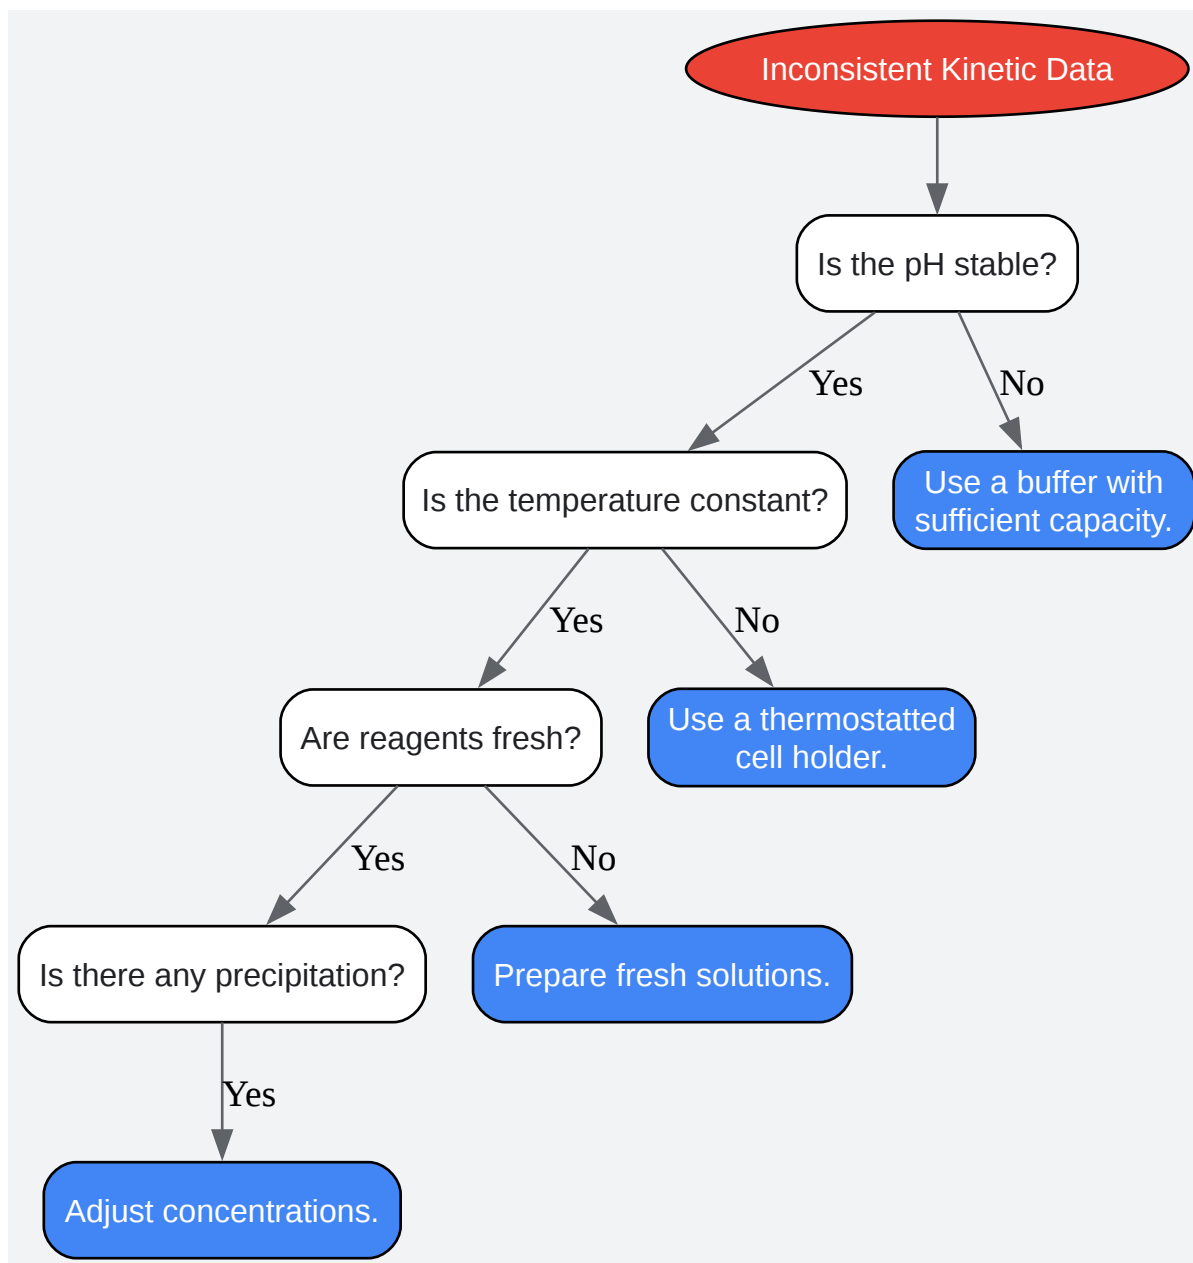 Inconsistent Kinetic Data
Is the pH stable?
Yes
No
Is the temperature constant?
Use a buffer with
sufficient capacity.
Yes
No
Are reagents fresh?
Use a thermostatted
cell holder.
Yes
No
Is there any precipitation?
Prepare fresh solutions.
Yes
Adjust concentrations.